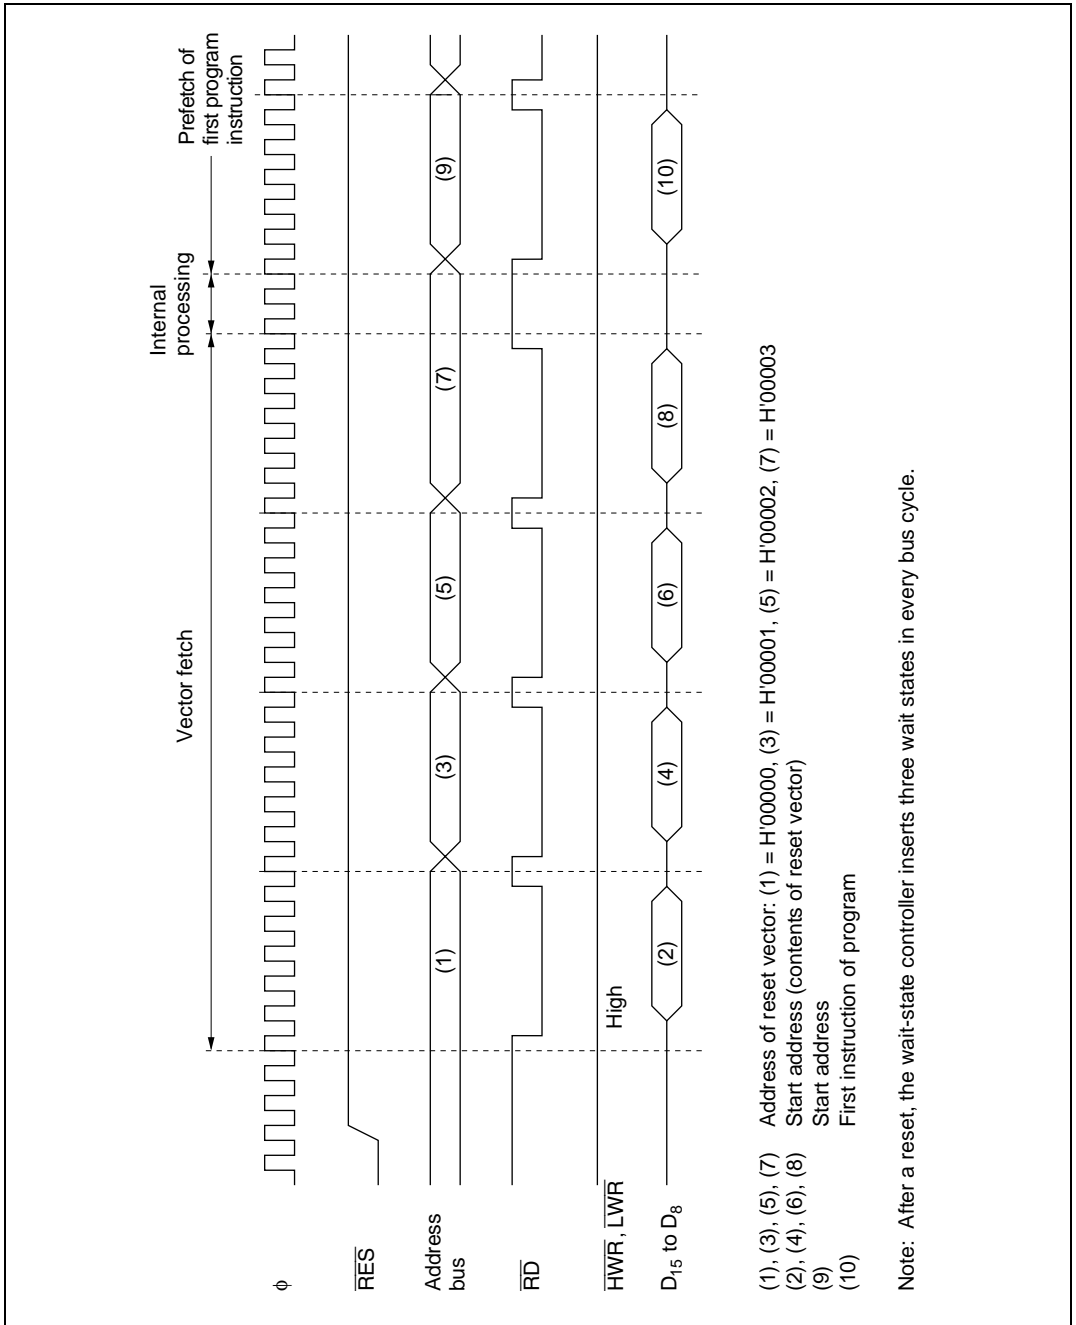 Vector fetch
Internal
processing
Prefetch of
first program
instruction
φ
RES
Address
bus
(1)
(3)
(5)
(7)
(9)
RD
HWR, LWR
High
D15 to D8
(2)
(4)
(6)
(8)
(10)
(1), (3), (5), (7) Address of reset vector: (1) = H'00000, (3) = H'00001, (5) = H'00002, (7) = H'00003
(2), (4), (6), (8) Start address (contents of reset vector)
(9) Start address
(10) First instruction of program
Note: After a reset, the wait-state controller inserts three wait states in every bus cycle.